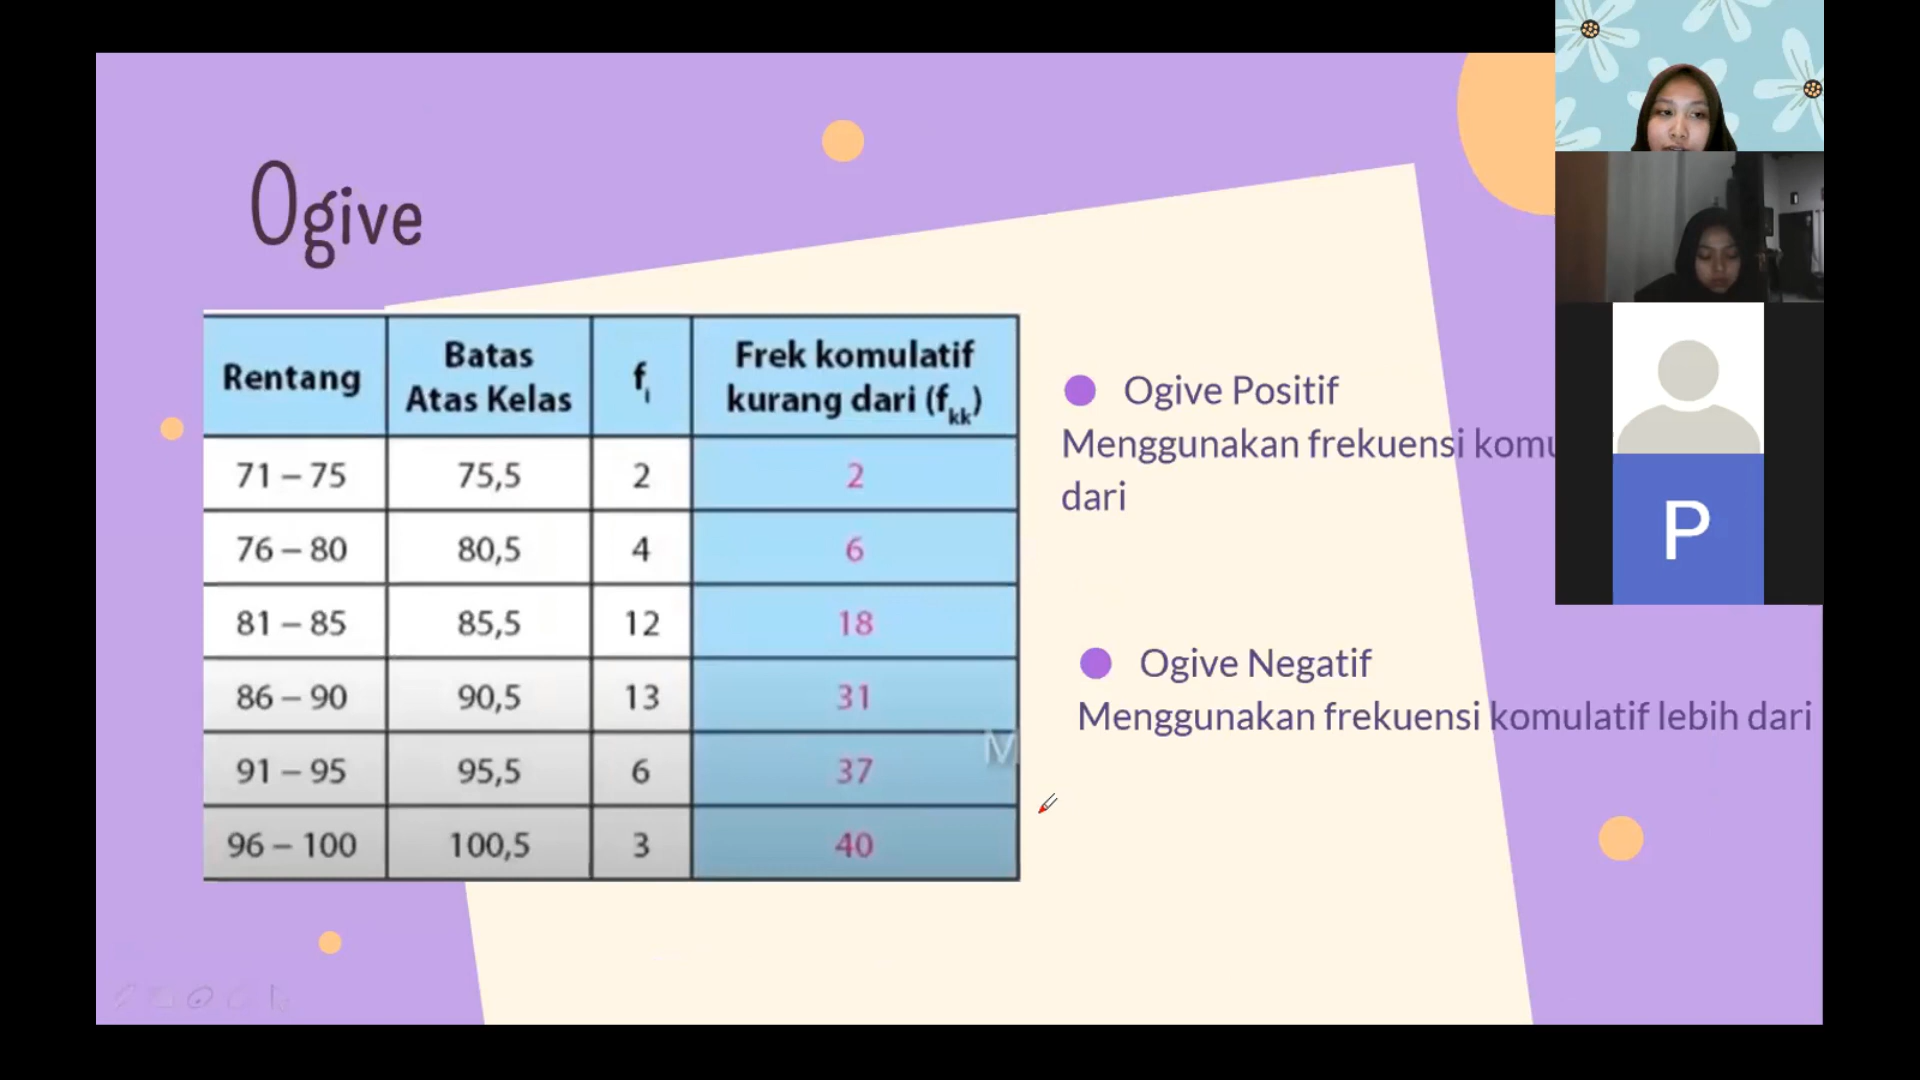 Ogive
Rentang
Batas
Atas Kelas
fi
Frek komulatif
kurang dari (fkk)
71 – 75 75,5 2 2
76 – 80 80,5 4 6
81 – 85 85,5 12 18
86 – 90 90,5 13 31
91 – 95 95,5 6 37
96 – 100 100,5 3 40
M
Ogive Positif
Menggunakan frekuensi
dari
Ogive Negatif
Menggunakan frekuensi komulatif lebih dari
P